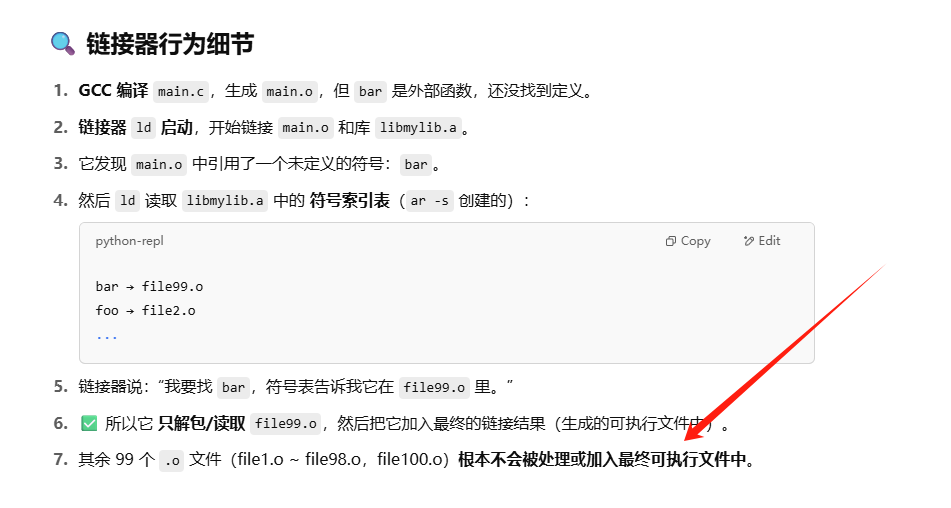 🔍 链接器行为细节
1. GCC 编译 main.c，生成 main.o，但 bar 是外部函数，还没找到定义。
2. 链接器 ld 启动，开始链接 main.o 和库 libmylib.a。
3. 它发现 main.o 中引用了一个未定义的符号：bar。
4. 然后 ld 读取 libmylib.a 中的 符号索引表（ar -s 创建的）：
python-repl Copy Edit
bar → file99.o
foo → file2.o
...
5. 链接器说：“我要找 bar，符号表告诉我它在 file99.o 里。”
6. ✅ 所以它 只解包/读取 file99.o，然后把它加入最终的链接结果（生成的可执行文件中）。
7. 其余 99 个 .o 文件（file1.o ~ file98.o，file100.o）根本不会被处理或加入最终可执行文件中。